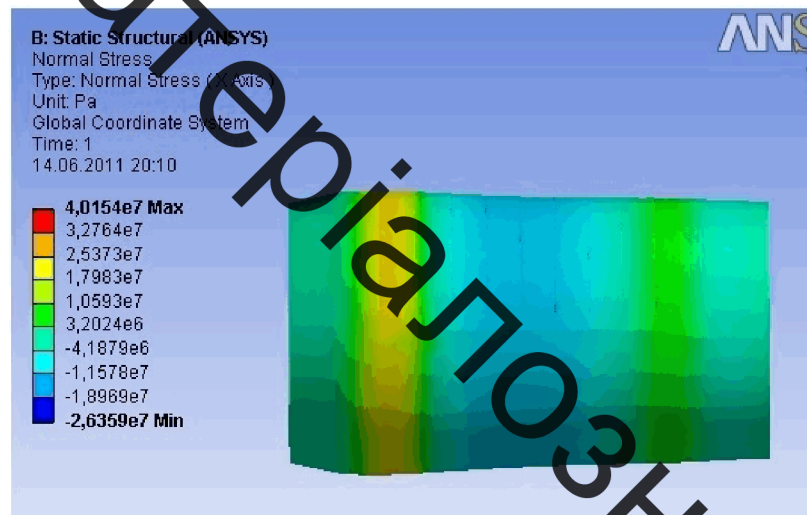 B: Static Structural (ANSYS)
Normal Stress
Type: Normal Stress (X Axis)
Unit: Pa
Global Coordinate System
Time: 1
14.06.2011 20:10
4,0154e7 Max
3,2764e7
2,5373e7
1,7983e7
1,0593e7
3,2024e6
-4,1879e6
-1,1578e7
-1,8969e7
-2,6359e7 Min